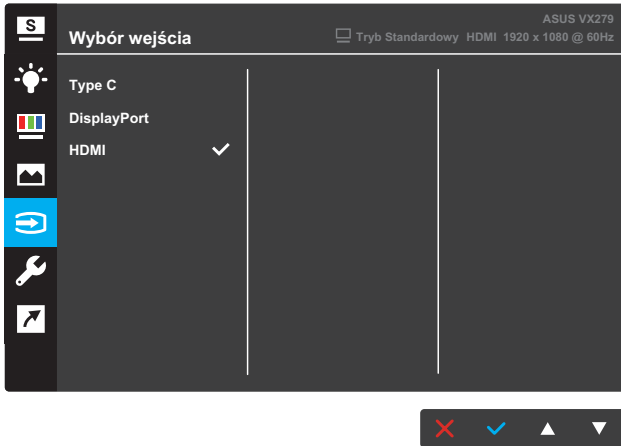 S
ASUS VX279
Wybór wejścia
Tryb Standardowy HDMI 1920 x 1080 @ 60Hz
Type C
DisplayPort
HDMI